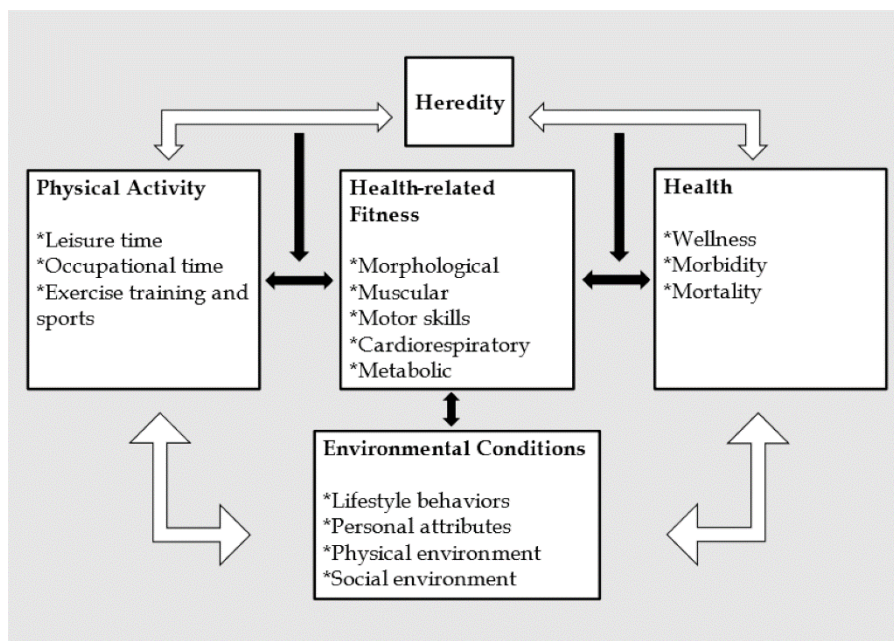 Heredity
Physical Activity
*Leisure time
*Occupational time
*Exercise training and
sports
Health-related
Fitness
*Morphological
*Muscular
*Motor skills
*Cardiorespiratory
*Metabolic
Health
*Wellness
*Morbidity
*Mortality
Environmental Conditions
*Lifestyle behaviors
*Personal attributes
*Physical environment
*Social environment